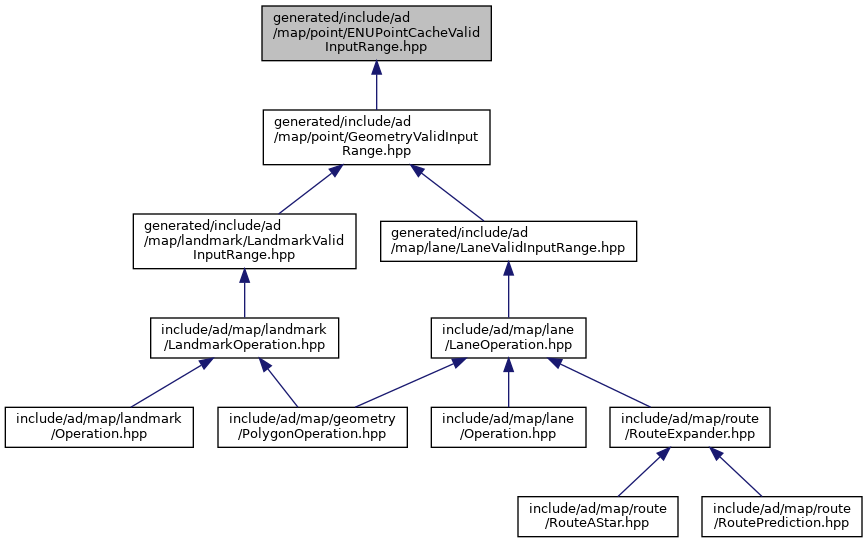 generated/include/ad
/map/point/ENUPointCacheValid
InputRange.hpp
generated/include/ad
/map/point/GeometryValidInput
Range.hpp
generated/include/ad
/map/landmark/LandmarkValid
InputRange.hpp
generated/include/ad
/map/lane/LaneValidInputRange.hpp
include/ad/map/landmark
/LandmarkOperation.hpp
include/ad/map/lane
/LaneOperation.hpp
include/ad/map/landmark
/Operation.hpp
include/ad/map/geometry
/PolygonOperation.hpp
include/ad/map/lane
/Operation.hpp
include/ad/map/route
/RouteExpander.hpp
include/ad/map/route
/RouteAStar.hpp
include/ad/map/route
/RoutePrediction.hpp